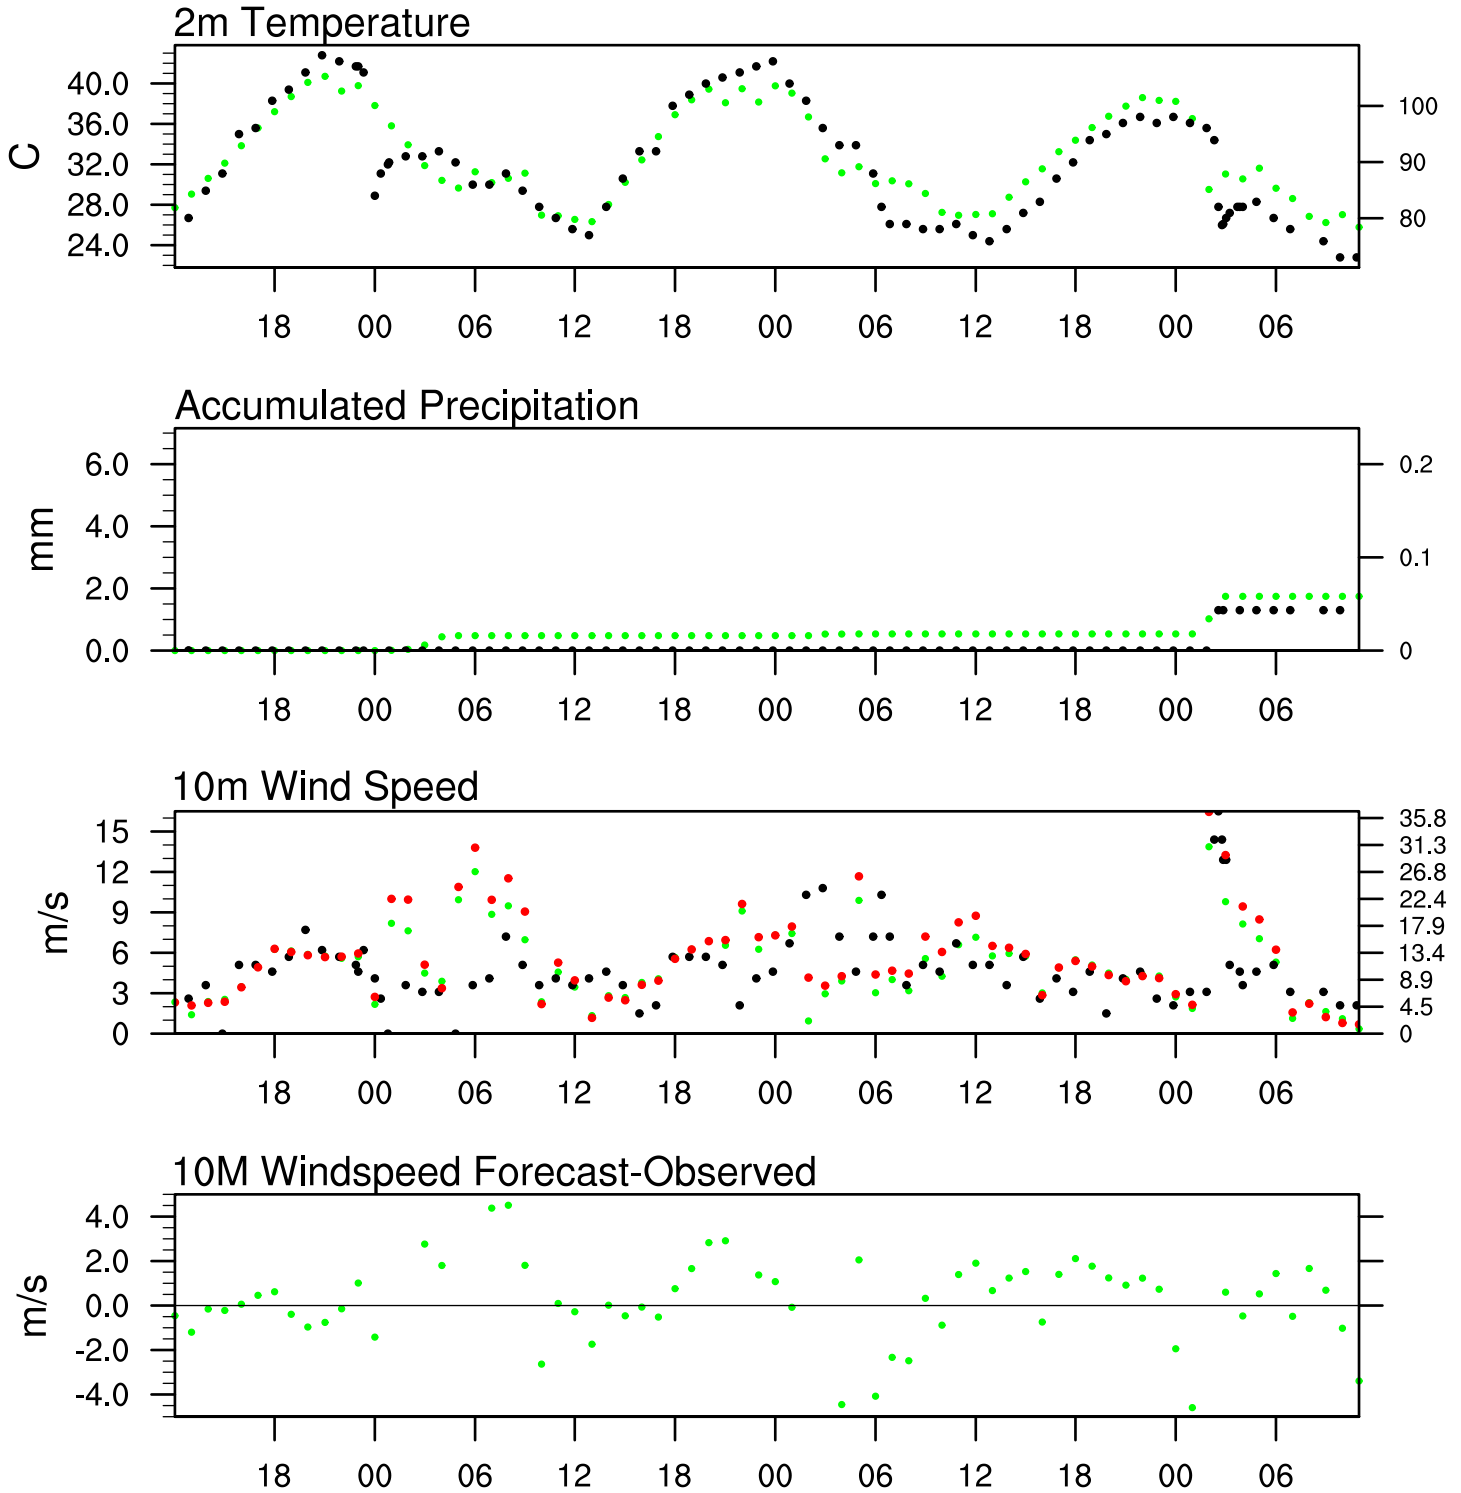 2m Temperature
40.0
36.0
32.0
28.0
24.0
C
100
90
80
18 00 06 12 18 00 06 12 18 00 06
Accumulated Precipitation
6.0
4.0
2.0
0.0
mm
0.2
0.1
0
18 00 06 12 18 00 06 12 18 00 06
10m Wind Speed
15
12
9
6
3
0
m/s
35.8
31.3
26.8
22.4
17.9
13.4
8.9
4.5
0
18 00 06 12 18 00 06 12 18 00 06
10M Windspeed Forecast-Observed
4.0
2.0
0.0
-2.0
-4.0
m/s
18 00 06 12 18 00 06 12 18 00 06